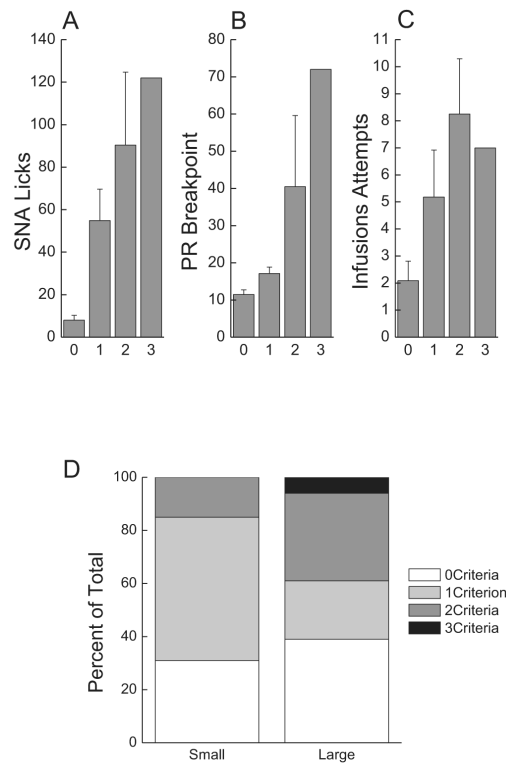 A
B
C
SNA Licks
140
120
100
80
60
40
20
0
0 1 2 3
PR Breakpoint
80
70
60
50
40
30
20
10
0
0 1 2 3
Infusions Attempts
11
10
9
8
7
6
5
4
3
2
1
0
0 1 2 3
D
Percent of Total
100
80
60
40
20
0
Small Large
0Criteria
1Criterion
2Criteria
3Criteria